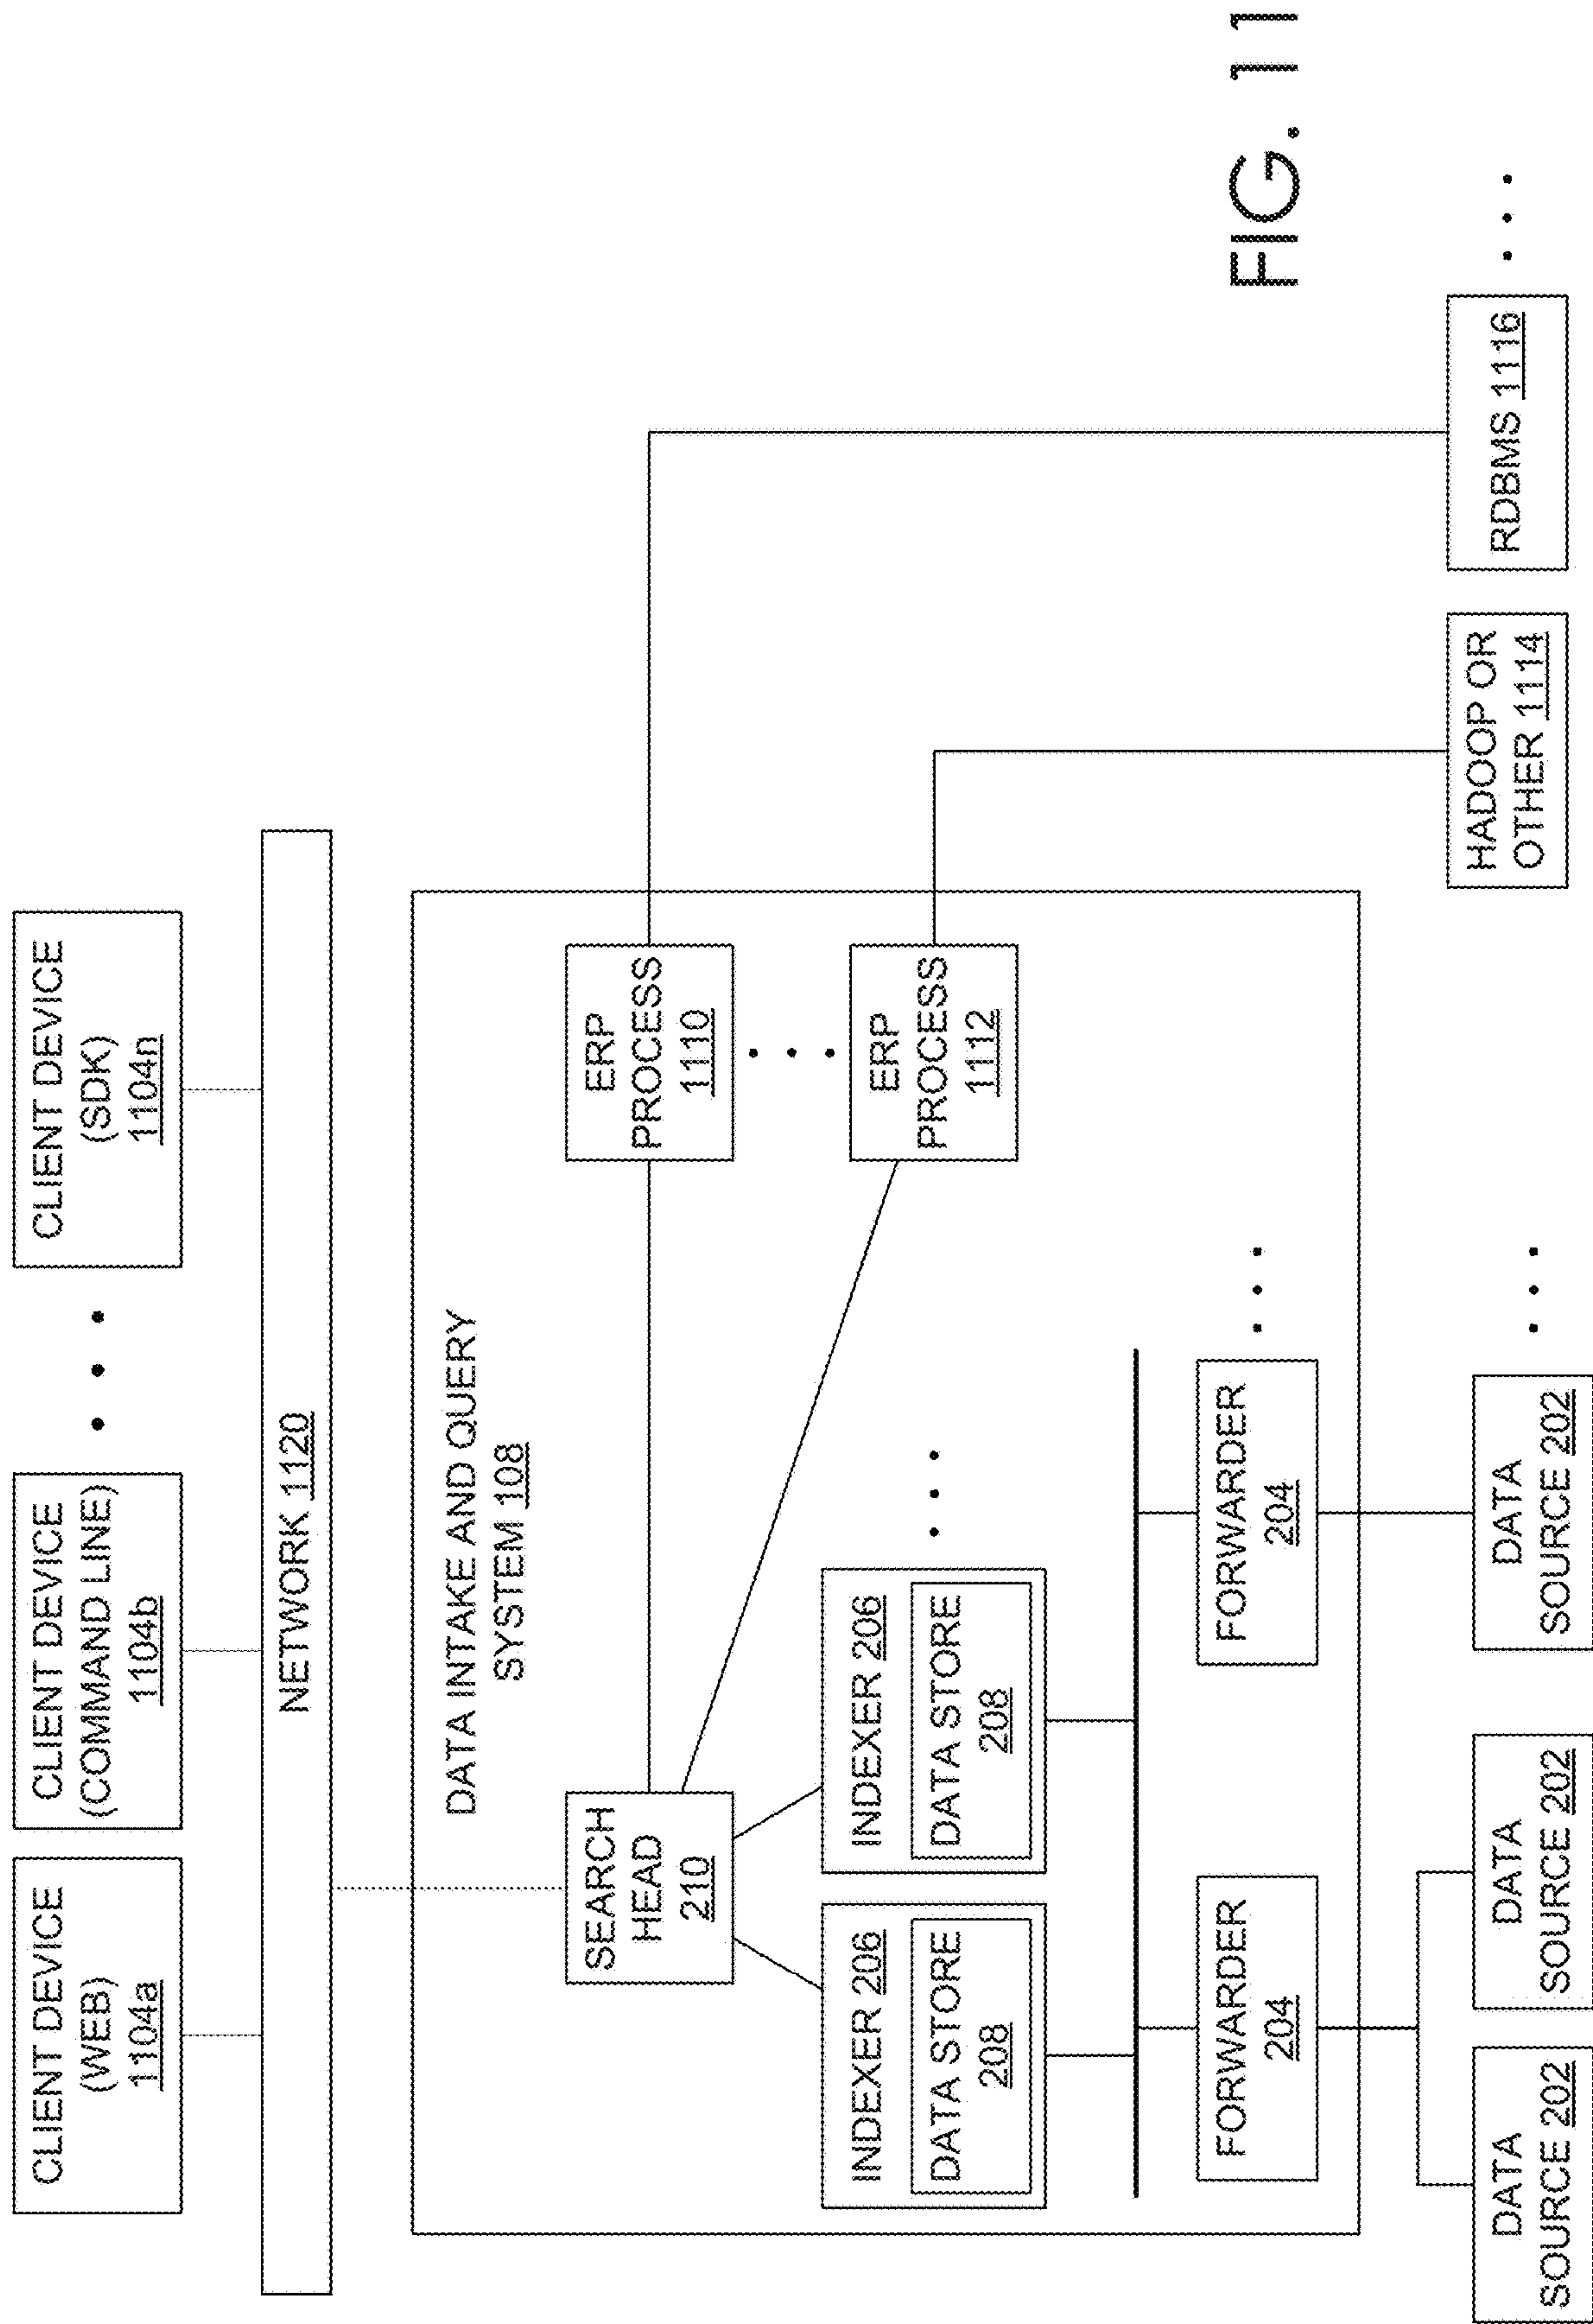 CLIENT DEVICE
(WEB)
1104a
CLIENT DEVICE
(COMMAND LINE)
1104b
• • •
CLIENT DEVICE
(SDK)
1104n
NETWORK 1120
DATA INTAKE AND QUERY
SYSTEM 108
SEARCH
HEAD
210
ERP
PROCESS
1110
• • •
ERP
PROCESS
1112
INDEXER 206
DATA STORE
208
INDEXER 206
DATA STORE
208
• • •
FORWARDER
204
FORWARDER
204
• • •
DATA
SOURCE 202
DATA
SOURCE 202
DATA
SOURCE 202
• • •
HADOOP OR
OTHER 1114
RDBMS 1116
• • •
FIG. 11